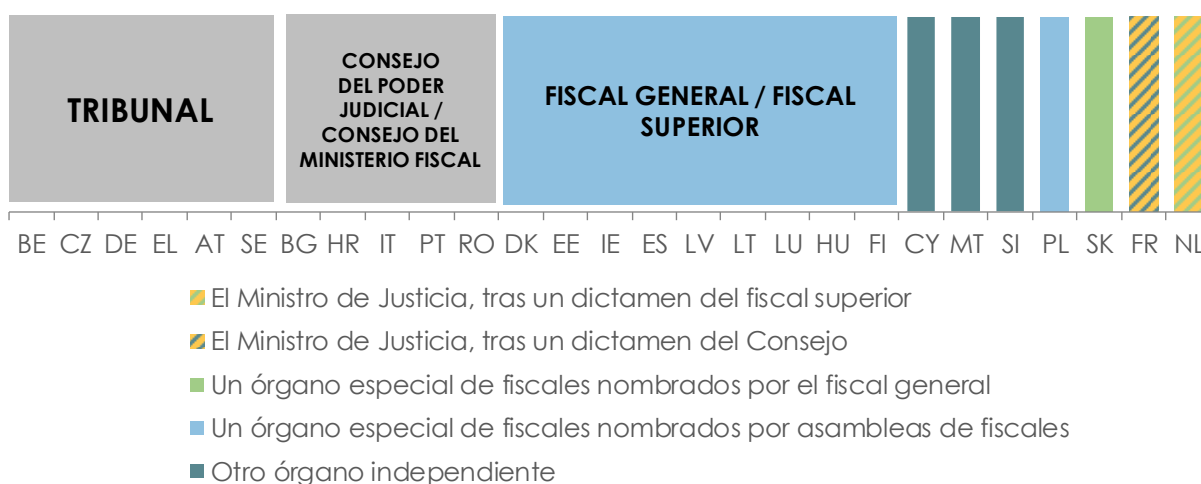 TRIBUNAL
CONSEJO
DEL PODER
JUDICIAL /
CONSEJO DEL
MINISTERIO FISCAL
FISCAL GENERAL / FISCAL
SUPERIOR
BE CZ DE EL AT SE BG HR IT PT RO DK EE IE ES LV LT LU HU FI CY MT SI PL SK FR NL
El Ministro de Justicia, tras un dictamen del fiscal superior
El Ministro de Justicia, tras un dictamen del Consejo
Un órgano especial de fiscales nombrados por el fiscal general
Un órgano especial de fiscales nombrados por asambleas de fiscales
Otro órgano independiente